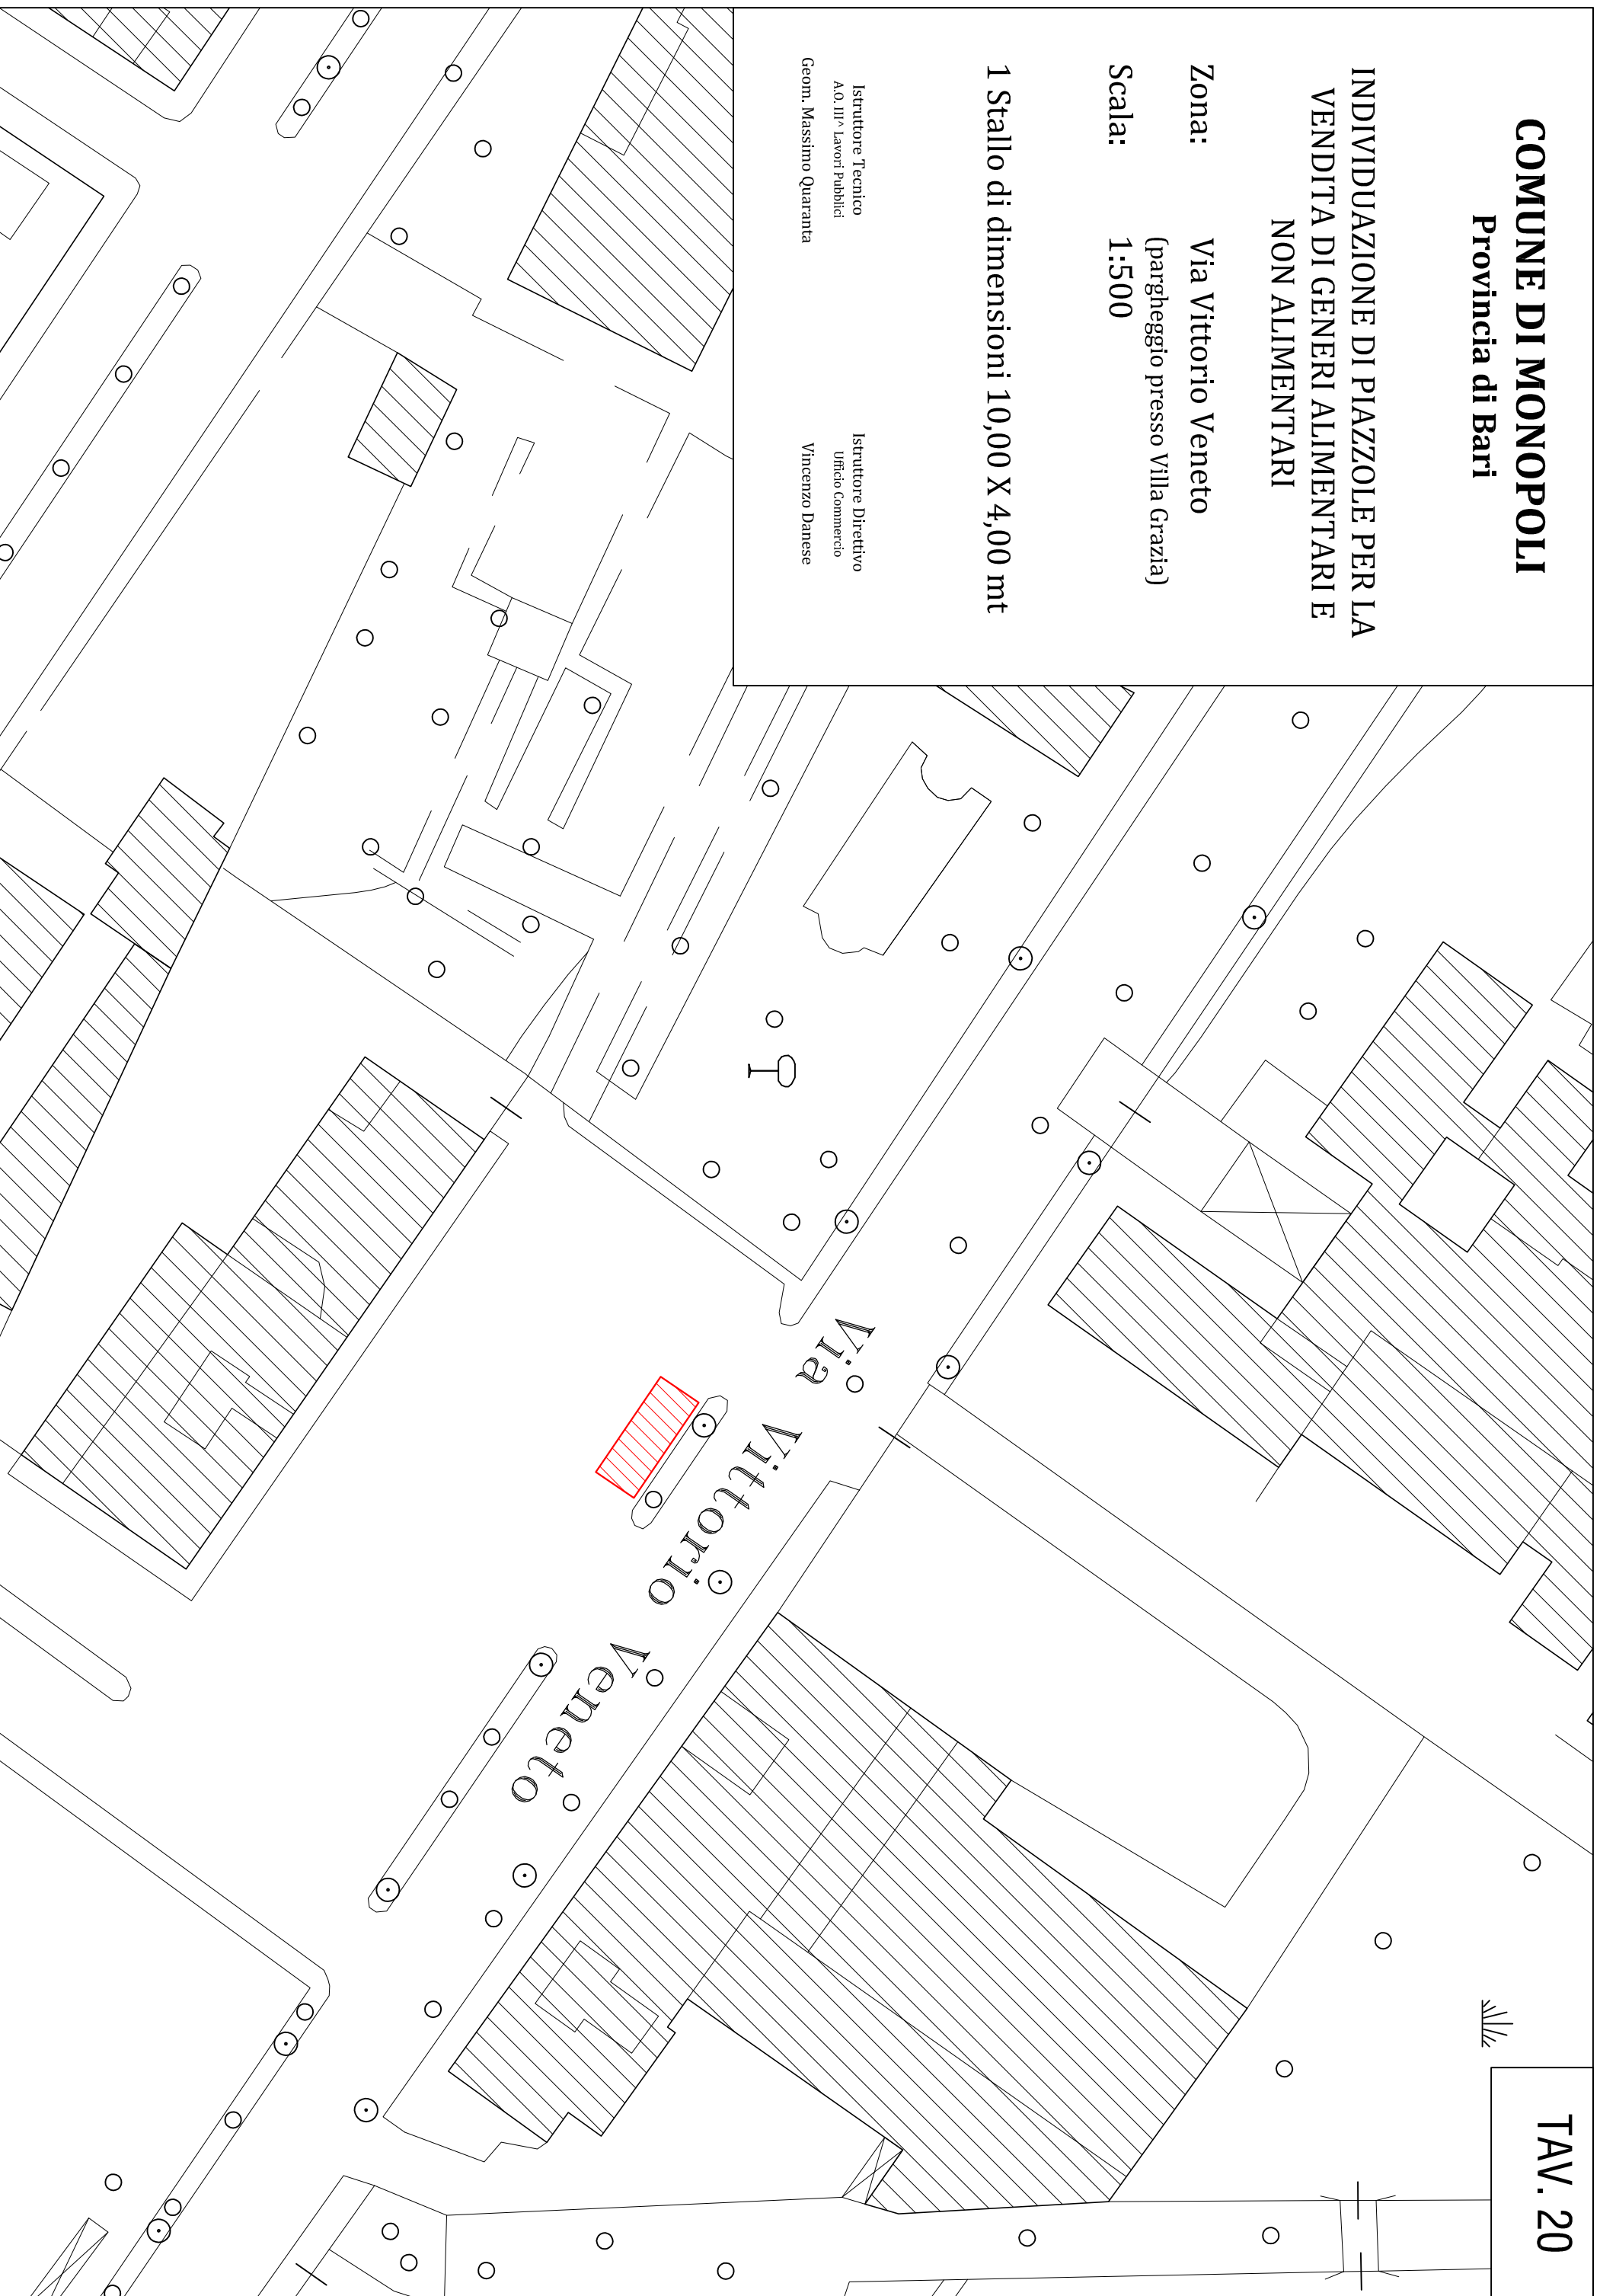 COMUNE DI MONOPOLI
Provincia di Bari
INDIVIDUAZIONE DI PIAZZOLE PER LA
VENDITA DI GENERI ALIMENTARI E
NON ALIMENTARI
Zona: Via Vittorio Veneto
(pargheggio presso Villa Grazia)
Scala: 1:500
1 Stallo di dimensioni 10,00 X 4,00 mt
Istruttore Tecnico
A.O. III^ Lavori Pubblici
Geom. Massimo Quaranta
Istruttore Direttivo
Ufficio Commercio
Vincenzo Danese
Via Vittorio Veneto
TAV. 20